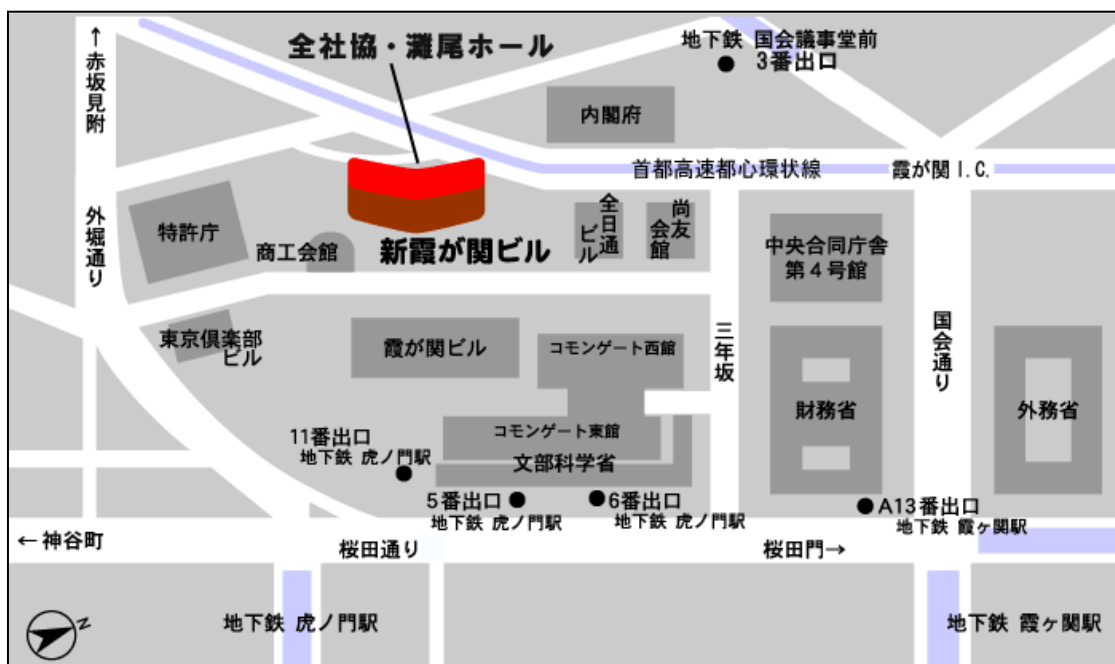 ↑赤坂見附
全社協・灘尾ホール
地下鉄 国会議事堂前
3番出口
内閣府
首都高速都心環状線
霞が関I.C.
外堀通り
特許庁
商工会館
新霞が関ビル
全日通
ビル
尚友
会館
中央合同庁舎
第4号館
東京倶楽部
ビル
霞が関ビル
コモンゲート西館
三年坂
国会通り
財務省
外務省
コモンゲート東館
文部科学省
11番出口
地下鉄 虎ノ門駅
5番出口
地下鉄 虎ノ門駅
6番出口
地下鉄 虎ノ門駅
A13番出口
地下鉄 霞ヶ関駅
←神谷町
桜田通り
桜田門→
地下鉄 虎ノ門駅
地下鉄 霞ヶ関駅
N